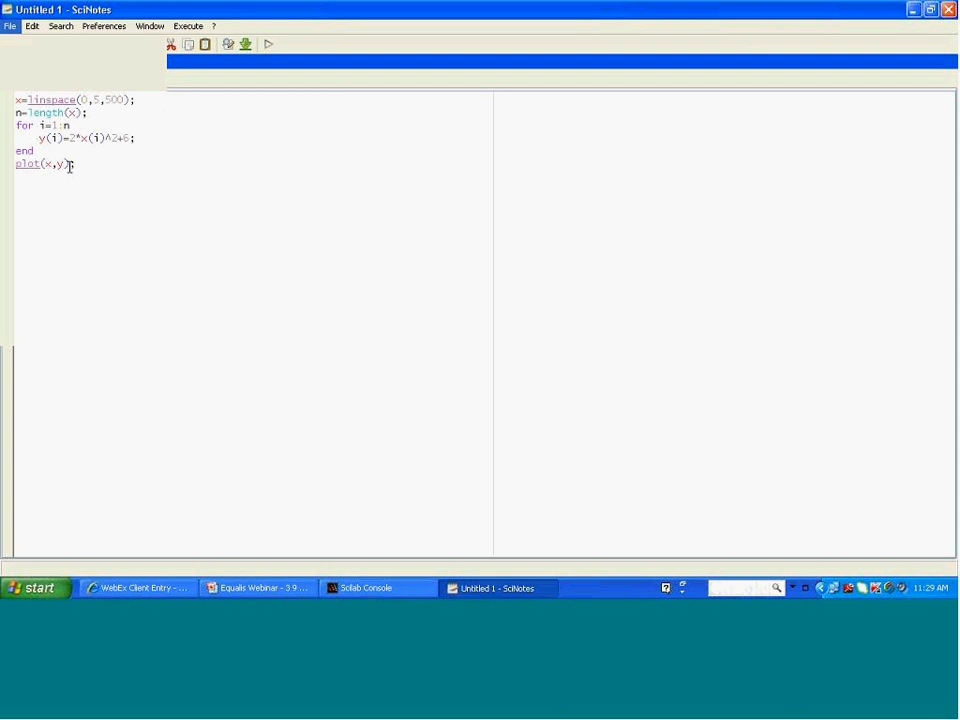 Untitled 1 - SciNotes
File Edit Search Preferences Window Execute ?
x=linspace(0,5,500);
n=length(x);
for i=1:n
y(i)=2*x(i)^2+6;
end
plot(x,y);
start WebEx Client Entry - ... Equalis Webinar - 3 9 ... Scilab Console Untitled 1 - SciNotes ? 11:29 AM